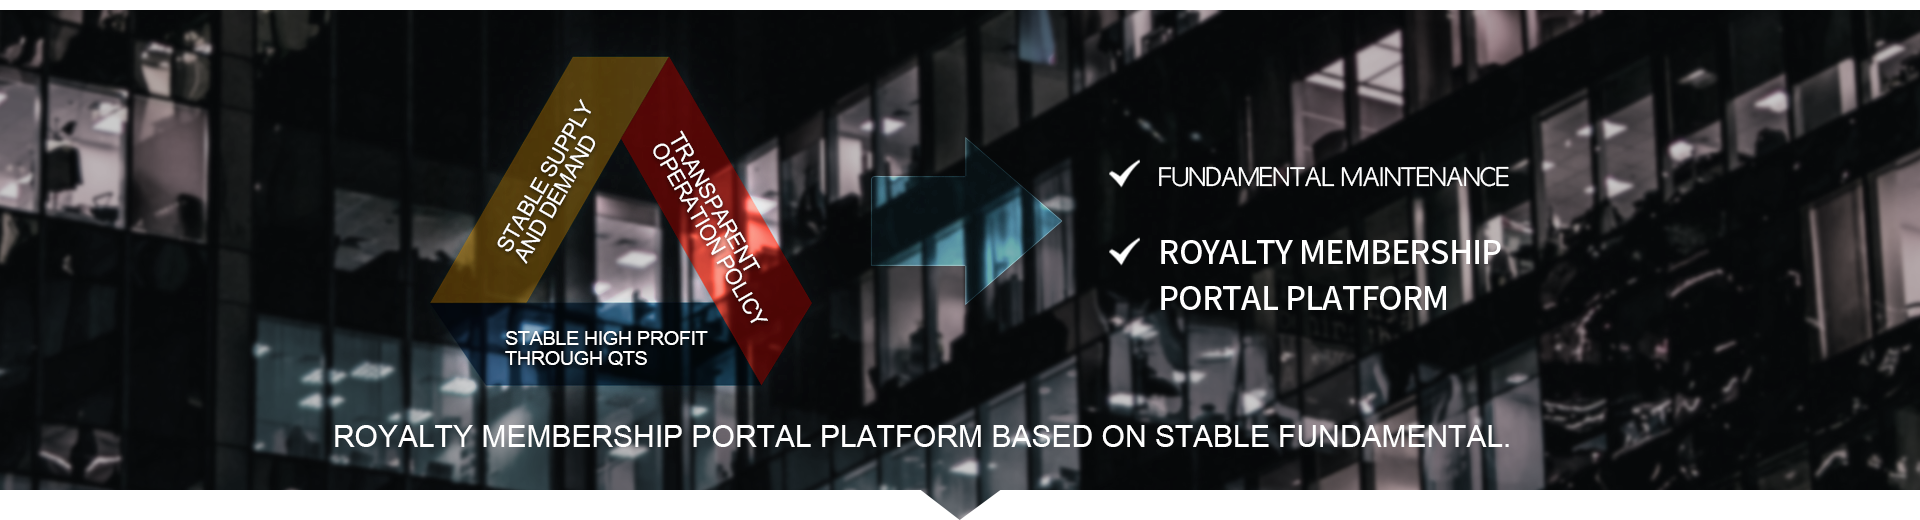 STABLE SUPPLY
AND DEMAND
TRANSPARENT
OPERATION POLICY
STABLE HIGH PROFIT
THROUGH QTS
FUNDAMENTAL MAINTENANCE
ROYALTY MEMBERSHIP
PORTAL PLATFORM
ROYALTY MEMBERSHIP PORTAL PLATFORM BASED ON STABLE FUNDAMENTAL.